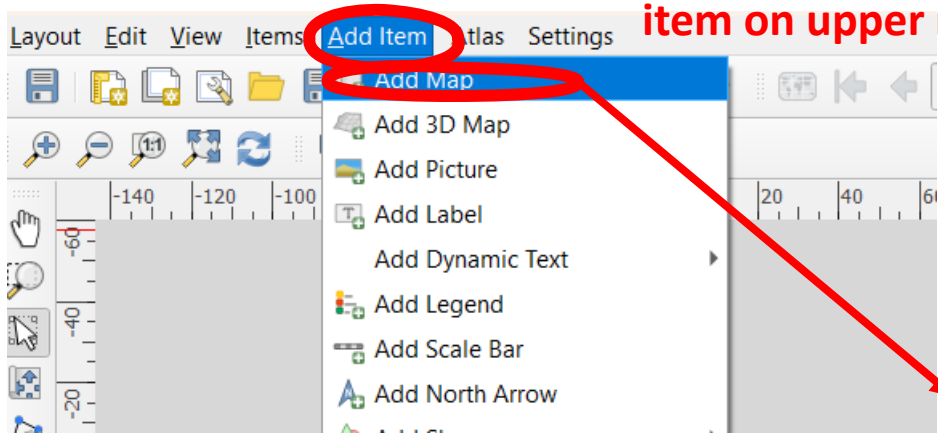 item on upper
Layout Edit View Items Add Item Atlas Settings
Add Map
Add 3D Map
1:1
Add Picture
-140 -120 -100 20 40
Add Label
-60
Add Dynamic Text
Add Legend
-40
Add Scale Bar
Add North Arrow
-20